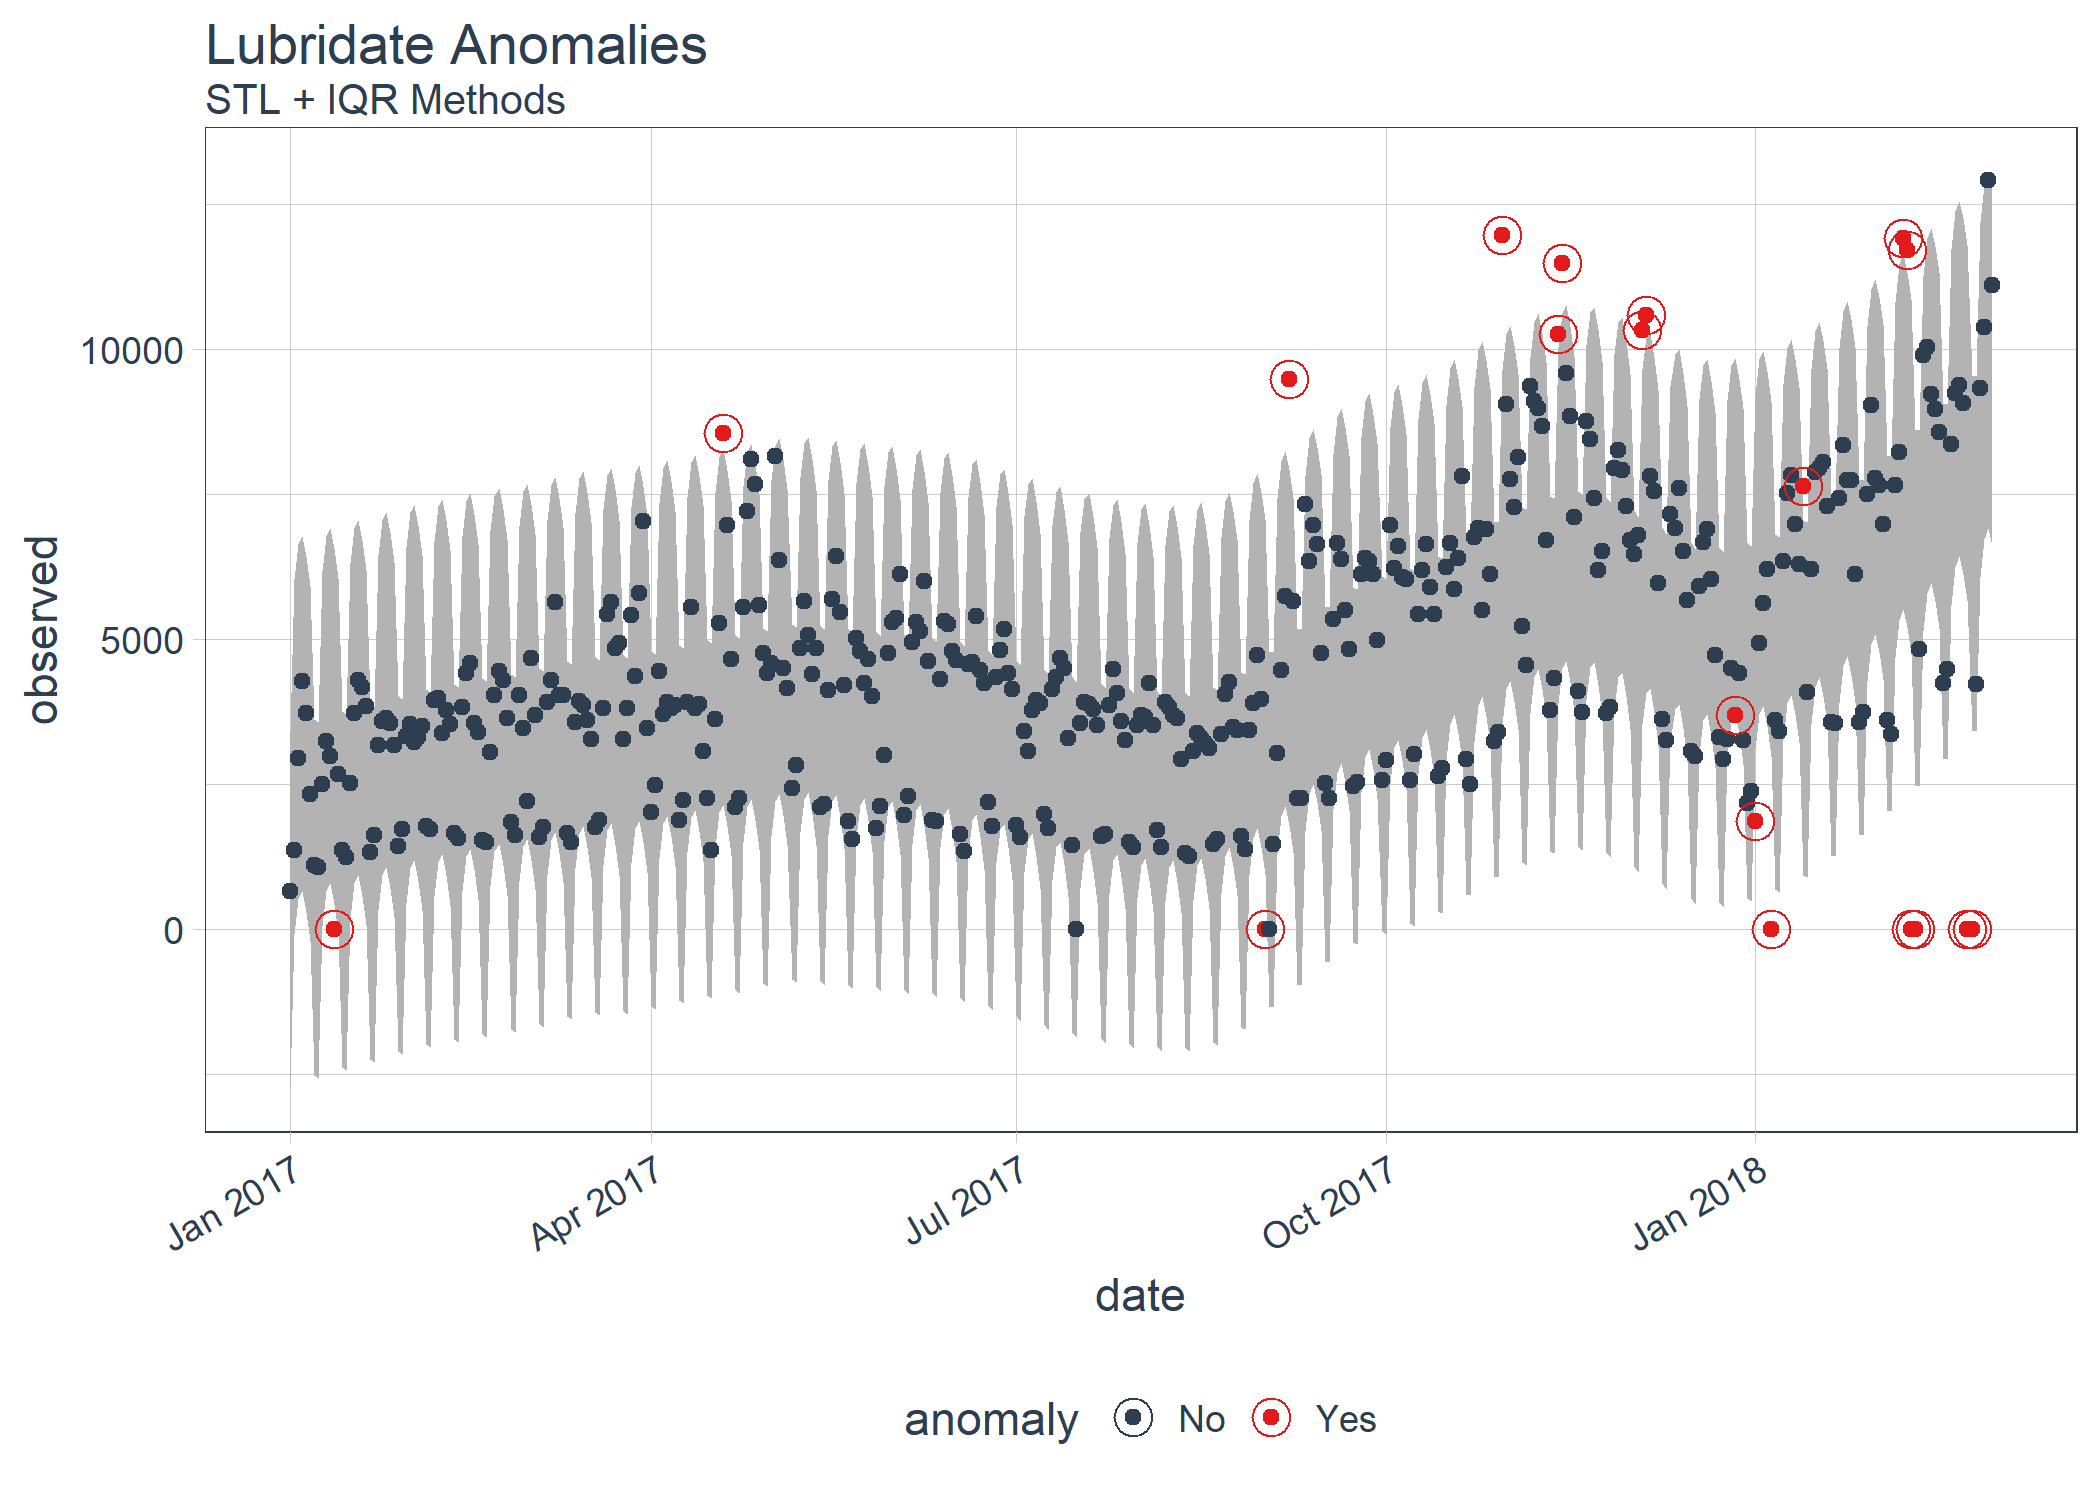 Lubridate Anomalies
STL + IQR Methods
observed
10000
5000
0
Jan 2017
Apr 2017
Jul 2017
Oct 2017
Jan 2018
date
anomaly No Yes